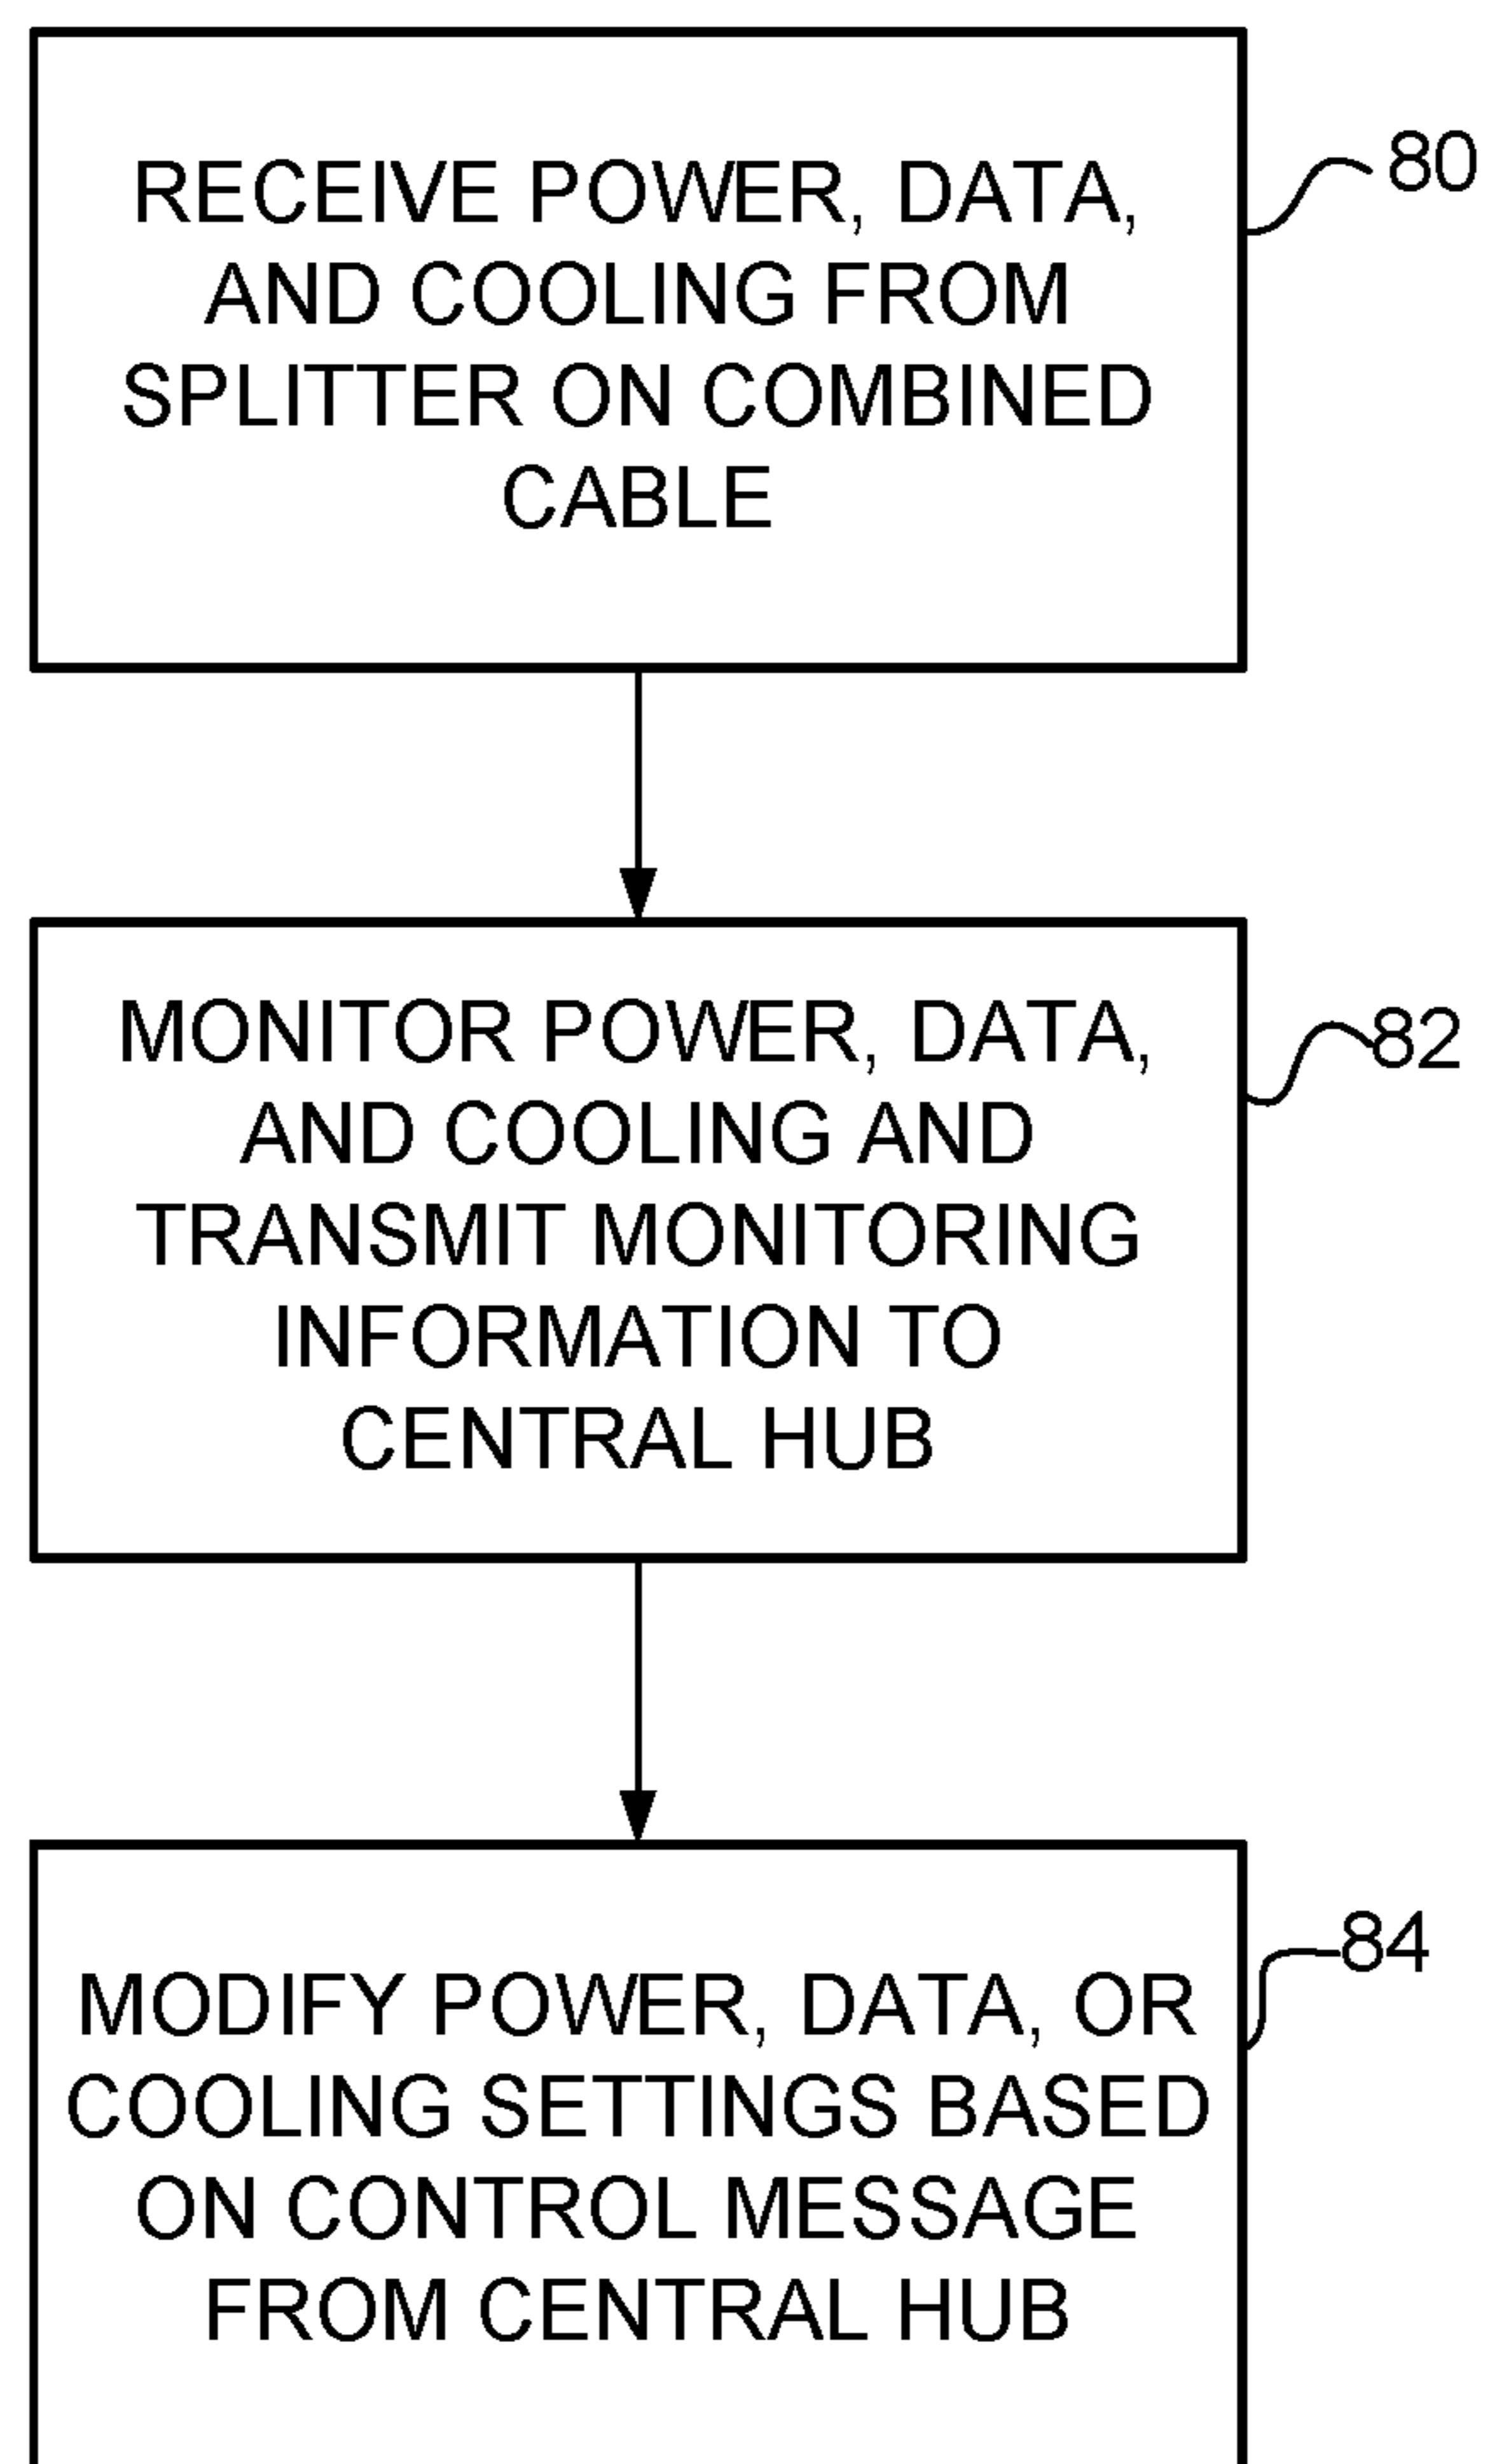 RECEIVE POWER, DATA,
AND COOLING FROM
SPLITTER ON COMBINED
CABLE
80
MONITOR POWER, DATA,
AND COOLING AND
TRANSMIT MONITORING
INFORMATION TO
CENTRAL HUB
82
MODIFY POWER, DATA, OR
COOLING SETTINGS BASED
ON CONTROL MESSAGE
FROM CENTRAL HUB
84